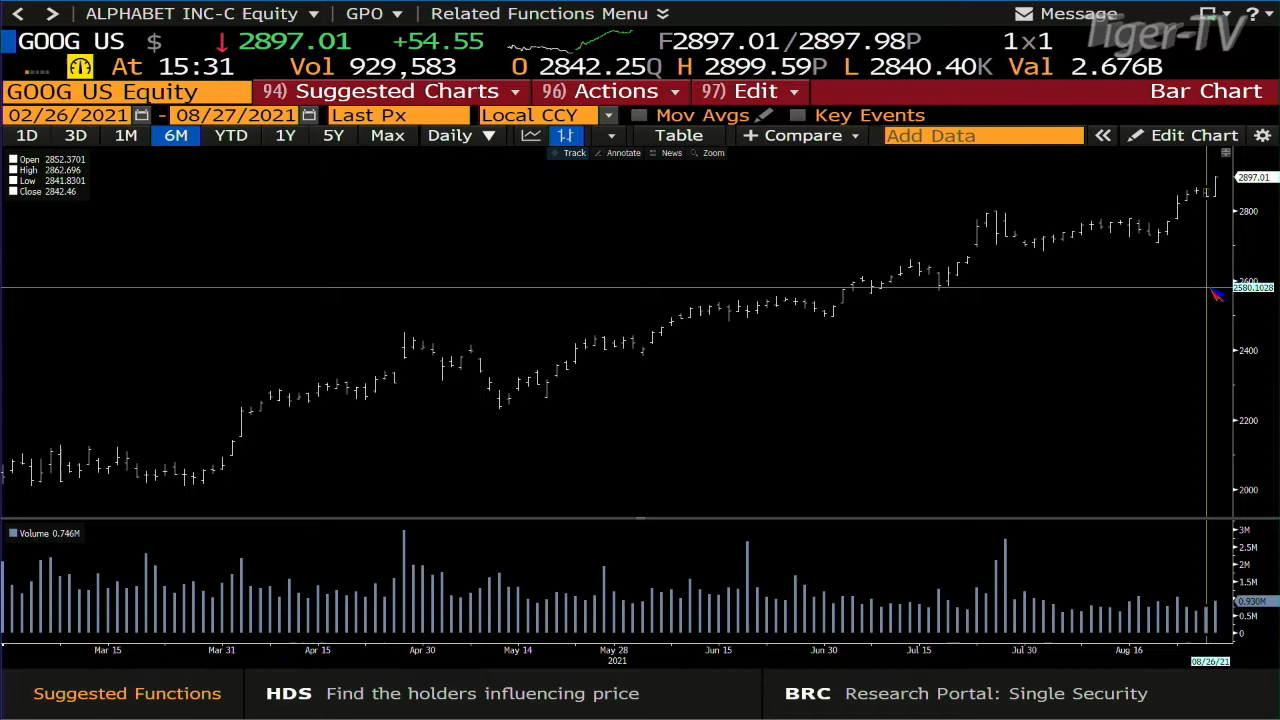 < > ALPHABET INC-C Equity GPO Related Functions Menu Message ?
Tiger-TV
GOOG US $ ↓2897.01 +54.55 F2897.01/2897.98P 1x1
At 15:31 Vol 929,583 O 2842.25Q H 2899.59P L 2840.40K Val 2.676B
GOOG US Equity 94) Suggested Charts 96) Actions 97) Edit Bar Chart
02/26/2021 - 08/27/2021 Last Px Local CCY Mov Avgs Key Events
1D 3D 1M 6M YTD 1Y 5Y Max Daily ▼ Table + Compare Add Data « Edit Chart
Track Annotate News Zoom
Open 2852.3701
High 2862.696
Low 2841.8301
Close 2842.46
2897.01
2800
2600
2580.1028
2400
2200
2000
Volume 0.746M
3M
2.5M
2M
1.5M
0.930M
0.5M
0
Mar 15 Mar 31 Apr 15 Apr 30 May 14 May 28 Jun 15 Jun 30 Jul 15 Jul 30 Aug 16
2021
08/26/21
Suggested Functions HDS Find the holders influencing price BRC Research Portal: Single Security